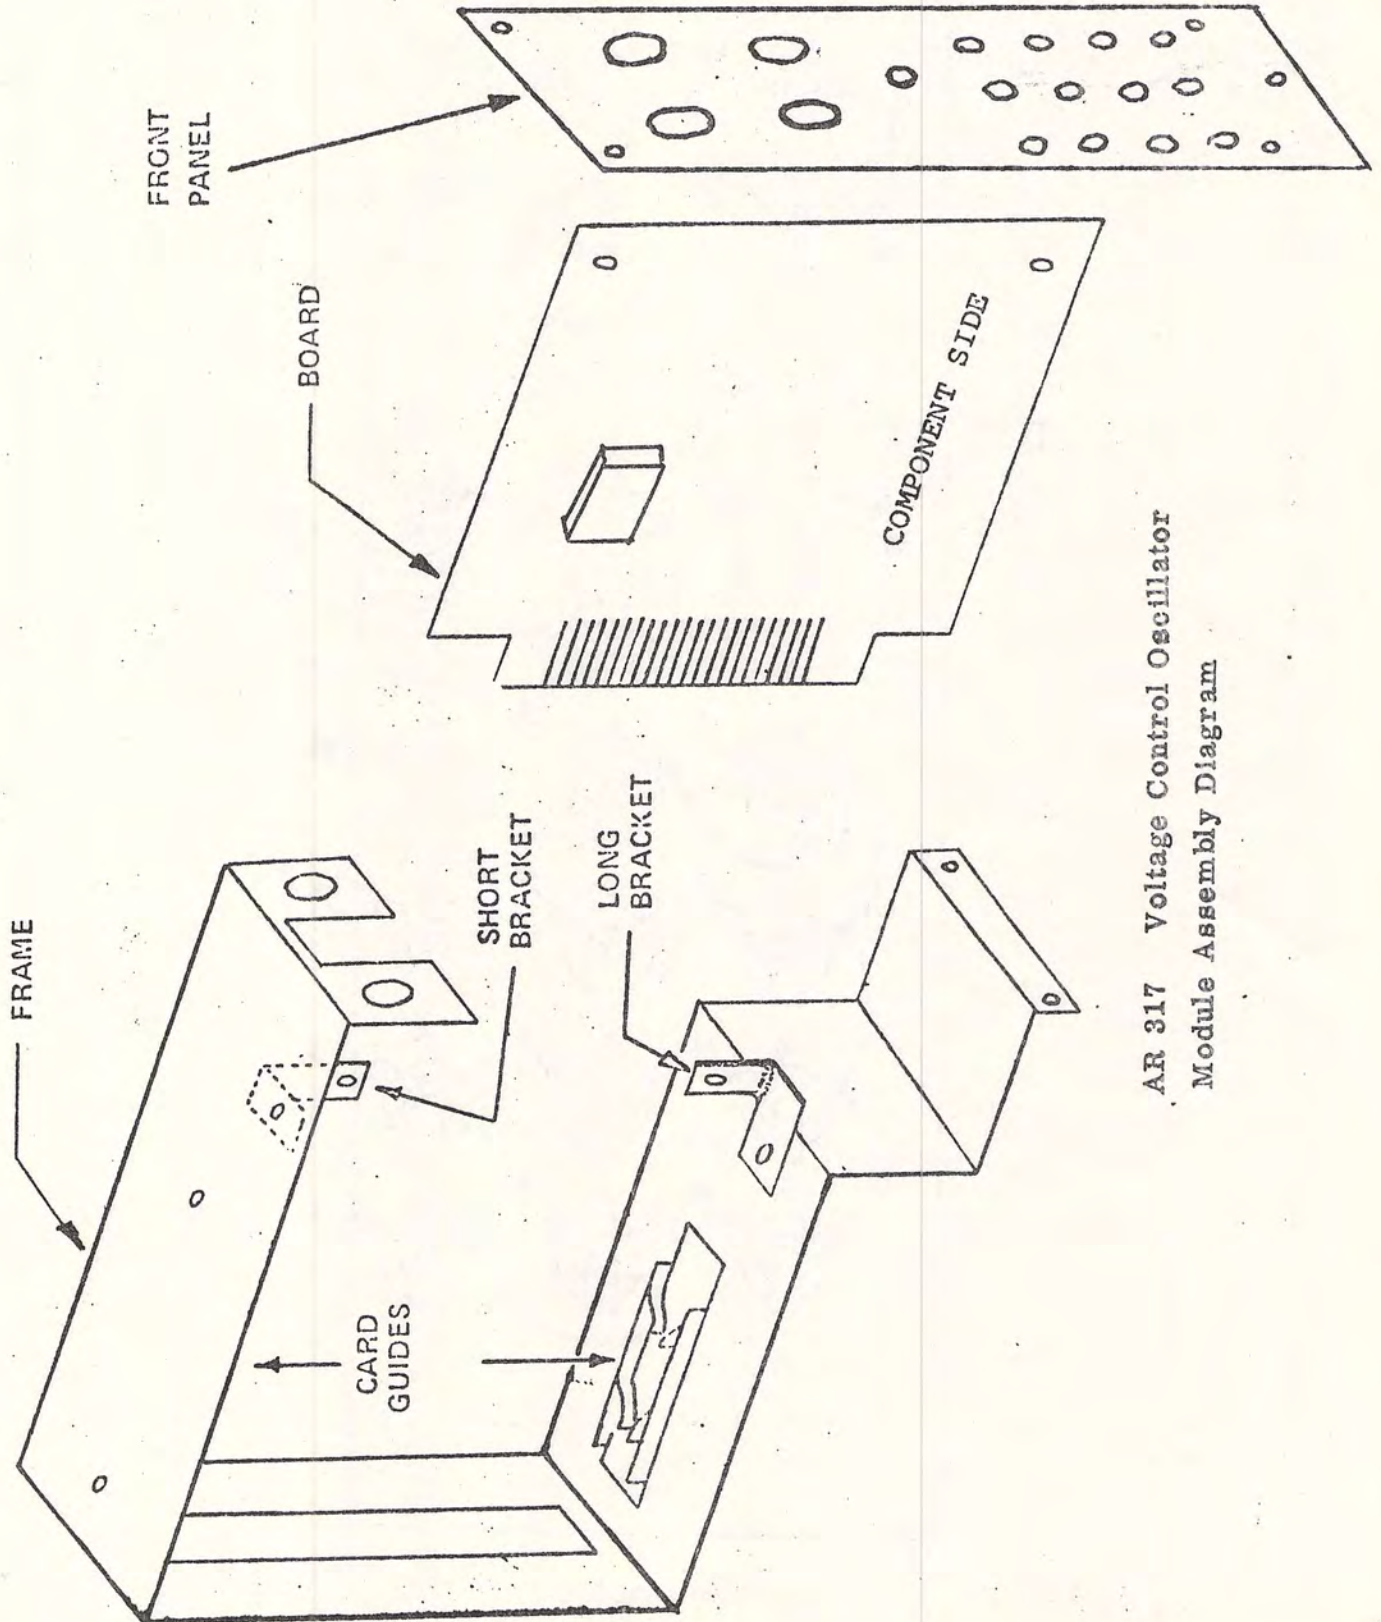 FRAME
SHORT
BRACKET
LONG
BRACKET
CARD
GUIDES
BOARD
COMPONENT SIDE
FRONT
PANEL
AR 317 Voltage Control Oscillator
Module Assembly Diagram